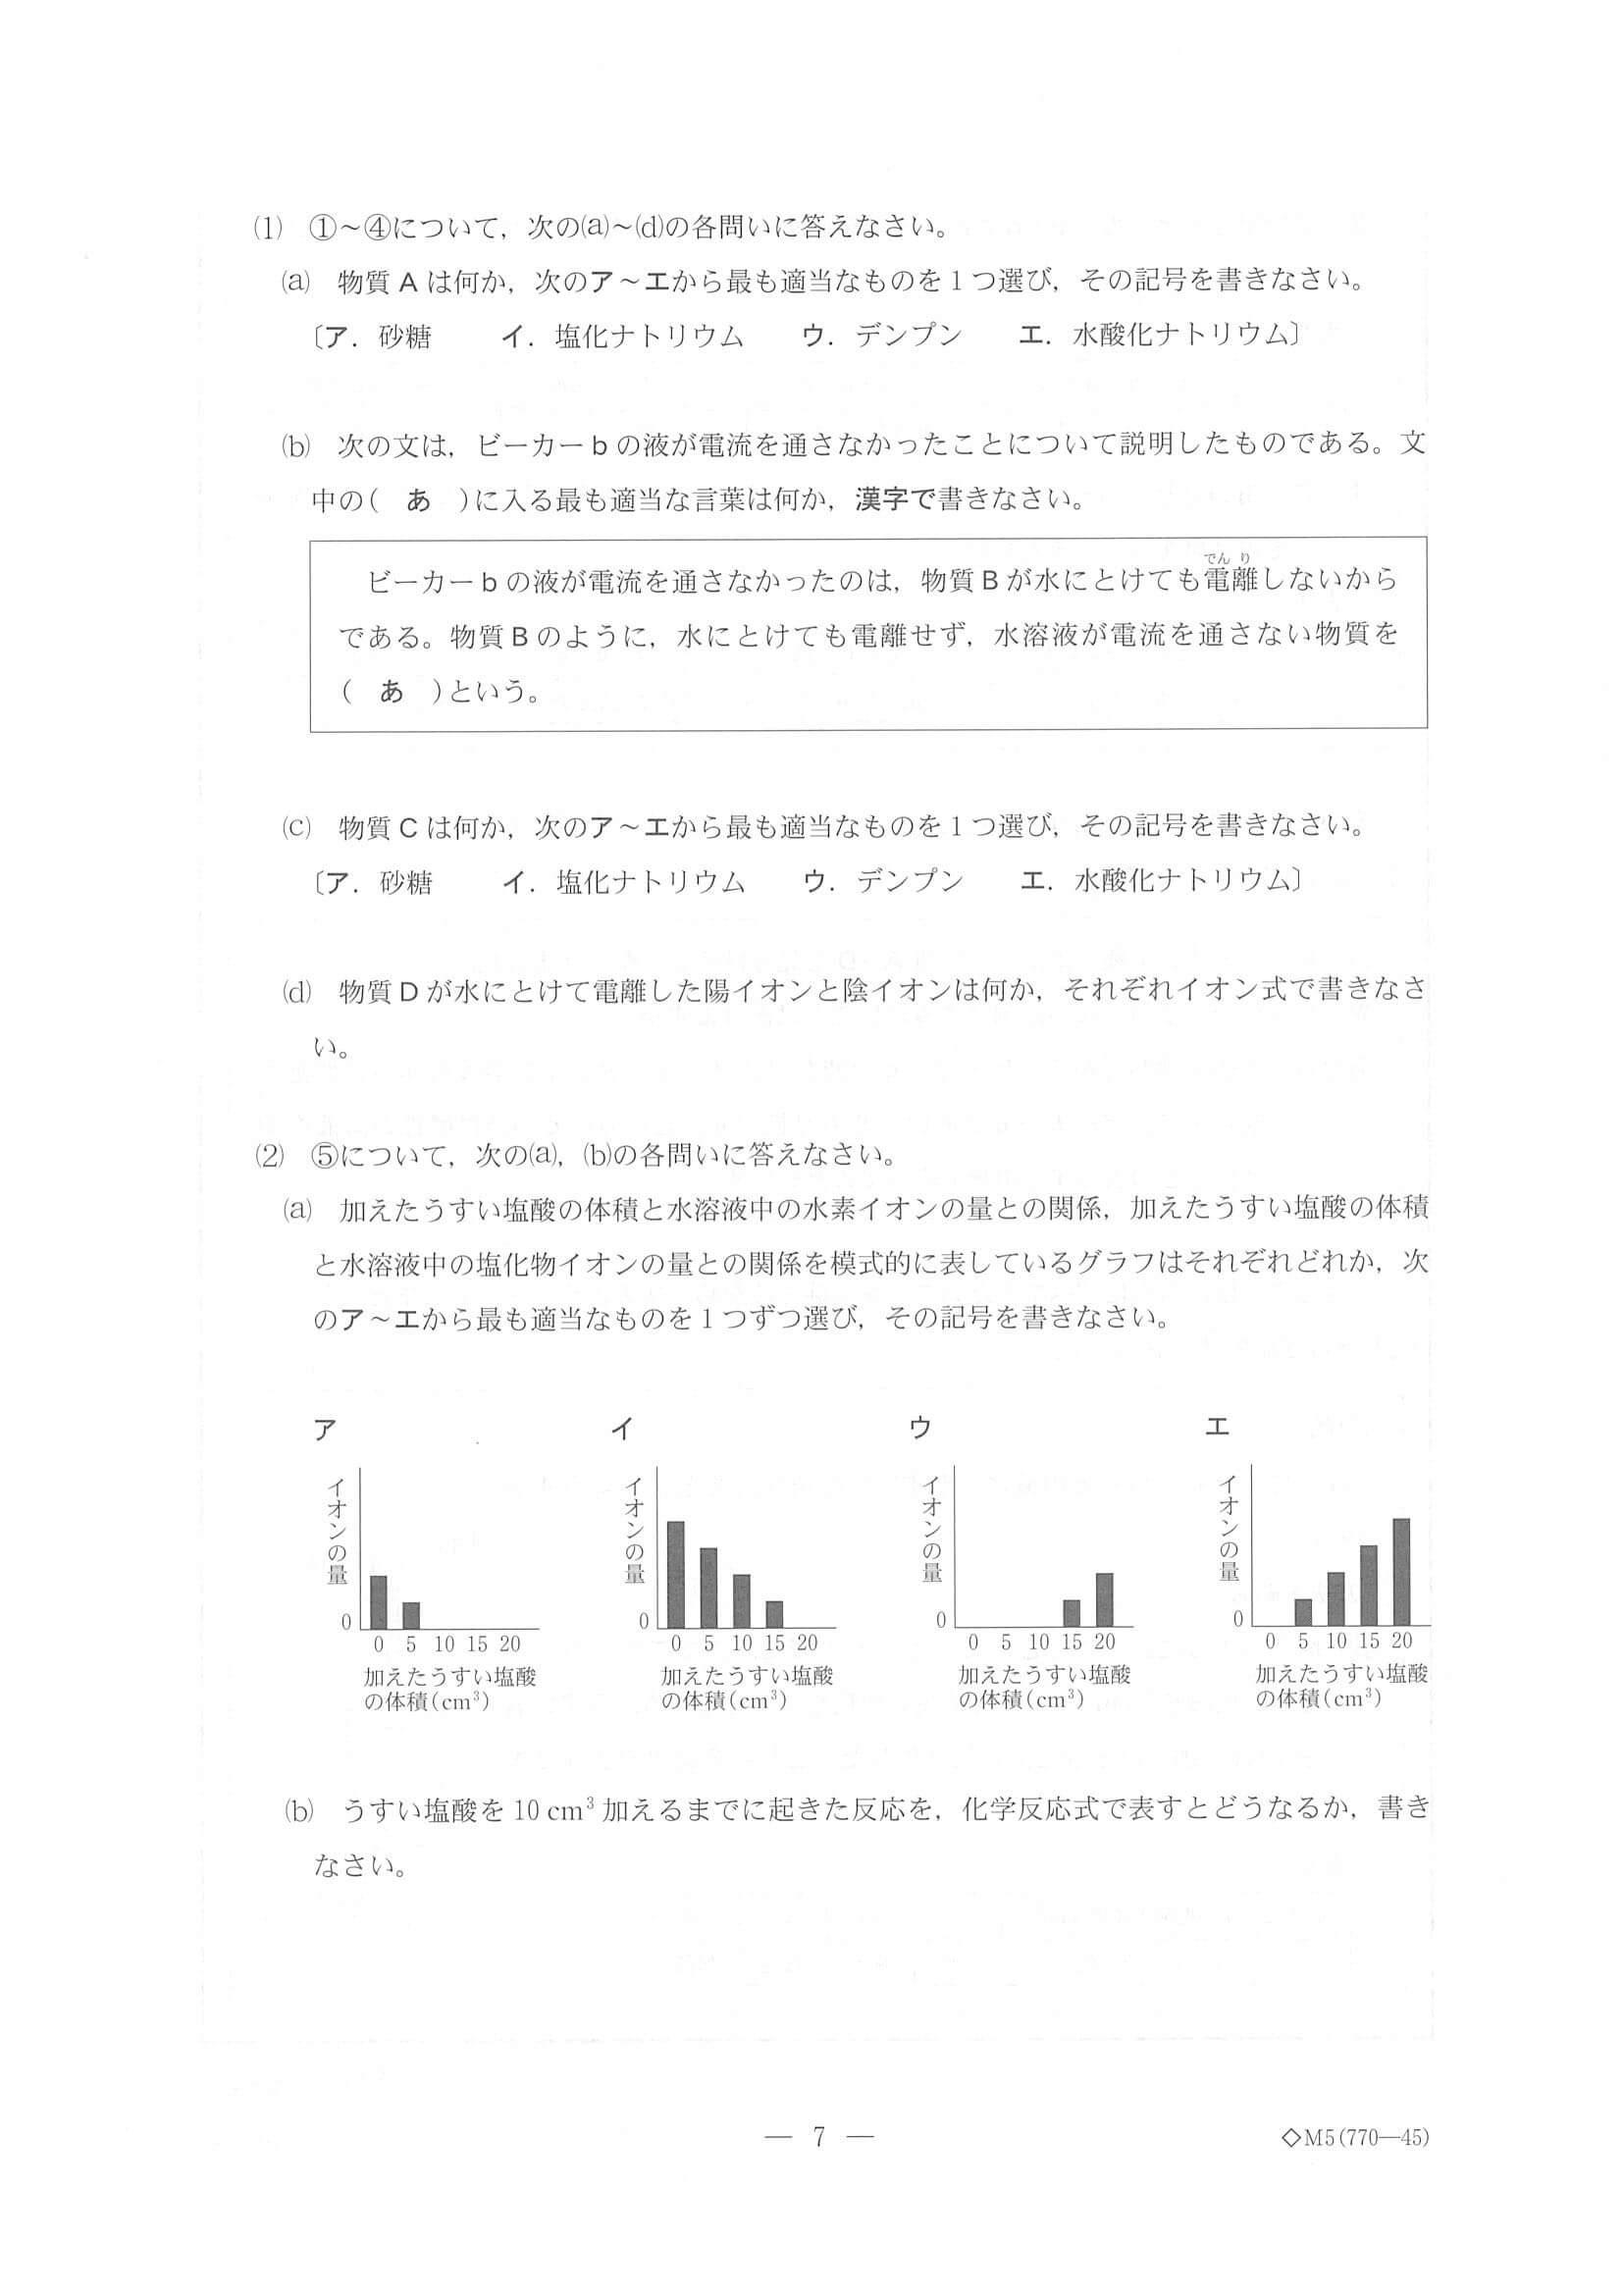 (1) ①～④について，次の(a)～(d)の各問いに答えなさい。
(a) 物質Aは何か，次のア～エから最も適当なものを1つ選び，その記号を書きなさい。
〔ア．砂糖　イ．塩化ナトリウム　ウ．デンプン　エ．水酸化ナトリウム〕
(b) 次の文は，ビーカーbの液が電流を通さなかったことについて説明したものである。文
中の(　あ　)に入る最も適当な言葉は何か，漢字で書きなさい。
でん り
ビーカーbの液が電流を通さなかったのは，物質Bが水にとけても電離しないから
である。物質Bのように，水にとけても電離せず，水溶液が電流を通さない物質を
(　あ　)という。
(c) 物質Cは何か，次のア～エから最も適当なものを1つ選び，その記号を書きなさい。
〔ア．砂糖　イ．塩化ナトリウム　ウ．デンプン　エ．水酸化ナトリウム〕
(d) 物質Dが水にとけて電離した陽イオンと陰イオンは何か，それぞれイオン式で書きなさ
い。
(2) ⑤について，次の(a)，(b)の各問いに答えなさい。
(a) 加えたうすい塩酸の体積と水溶液中の水素イオンの量との関係，加えたうすい塩酸の体積
と水溶液中の塩化物イオンの量との関係を模式的に表しているグラフはそれぞれどれか，次
のア～エから最も適当なものを1つずつ選び，その記号を書きなさい。
ア
イオンの量
0
0 5 10 15 20
加えたうすい塩酸
の体積(cm³)
イ
イオンの量
0
0 5 10 15 20
加えたうすい塩酸
の体積(cm³)
ウ
イオンの量
0
0 5 10 15 20
加えたうすい塩酸
の体積(cm³)
エ
イオンの量
0
0 5 10 15 20
加えたうすい塩酸
の体積(cm³)
(b) うすい塩酸を10 cm³加えるまでに起きた反応を，化学反応式で表すとどうなるか，書き
なさい。
— 7 —
◇M5(770—45)